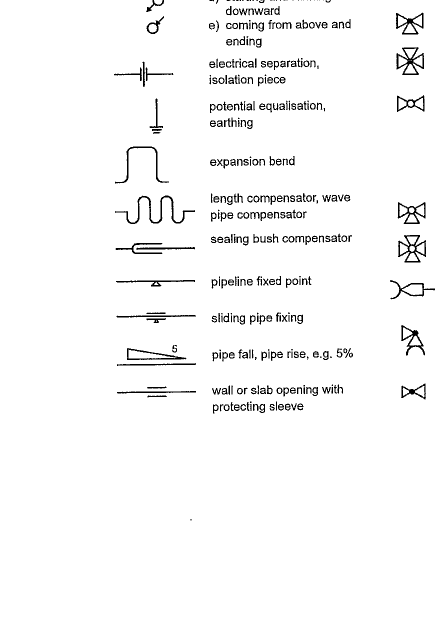 downward
e) coming from above and
ending
electrical separation,
isolation piece
potential equalisation,
earthing
expansion bend
length compensator, wave
pipe compensator
sealing bush compensator
pipeline fixed point
sliding pipe fixing
5
pipe fall, pipe rise, e.g. 5%
wall or slab opening with
protecting sleeve